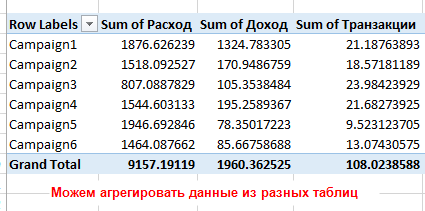 Row Labels Sum of Расход Sum of Доход Sum of Транзакции
Campaign1 1876.626239 1324.783305 21.18763893
Campaign2 1518.092527 170.9486759 18.57181189
Campaign3 807.0887829 105.3538484 23.98429929
Campaign4 1544.603133 195.2589367 21.68273925
Campaign5 1946.692846 78.35017223 9.523123705
Campaign6 1464.087662 85.66758688 13.07430575
Grand Total 9157.19119 1960.362525 108.0238588
Можем агрегировать данные из разных таблиц